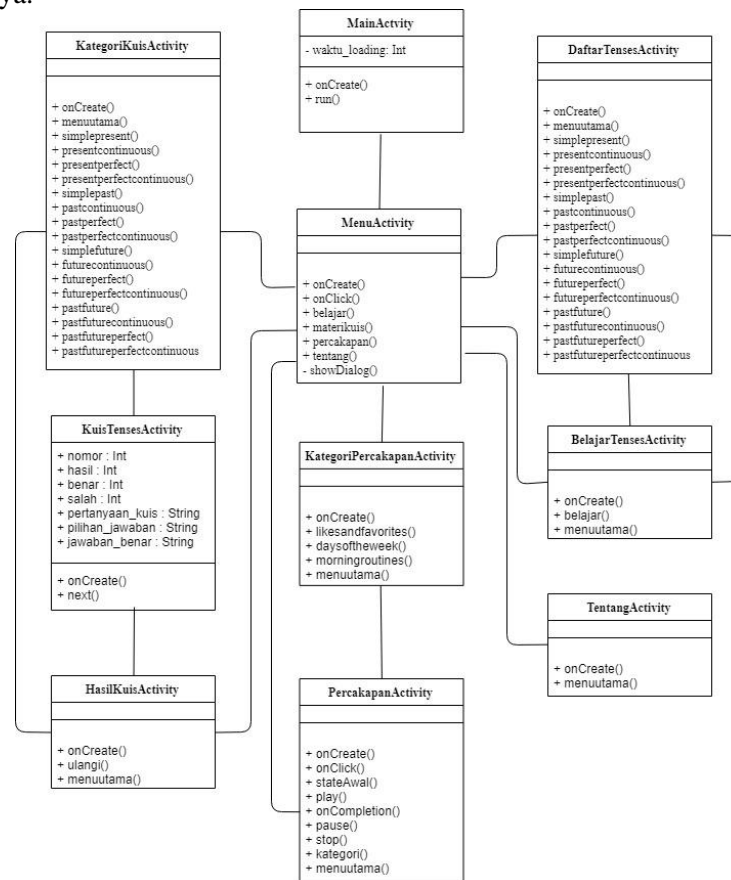 ya.
MainActvity
- waktu_loading: Int
+ onCreate()
+ run()
KategoriKuisActivity
+ onCreate()
+ menuutama()
+ simplepresent()
+ presentcontinuous()
+ presentperfect()
+ presentperfectcontinuous()
+ simplepast()
+ pastcontinuous()
+ pastperfect()
+ pastperfectcontinuous()
+ simplefuture()
+ futurecontinuous()
+ futureperfect()
+ futureperfectcontinuous()
+ pastfuture()
+ pastfuturecontinuous()
+ pastfutureperfect()
+ pastfutureperfectcontinuous
MenuActivity
+ onCreate()
+ onClick()
+ belajar()
+ materikuis()
+ percakapan()
+ tentang()
- showDialog()
DaftarTensesActivity
+ onCreate()
+ menuutama()
+ simplepresent()
+ presentcontinuous()
+ presentperfect()
+ presentperfectcontinuous()
+ simplepast()
+ pastcontinuous()
+ pastperfect()
+ pastperfectcontinuous()
+ simplefuture()
+ futurecontinuous()
+ futureperfect()
+ futureperfectcontinuous()
+ pastfuture()
+ pastfuturecontinuous()
+ pastfutureperfect()
+ pastfutureperfectcontinuous
KuisTensesActivity
+ nomor : Int
+ hasil : Int
+ benar : Int
+ salah : Int
+ pertanyaan_kuis : String
+ pilihan_jawaban : String
+ jawaban_benar : String
+ onCreate()
+ next()
KategoriPercakapanActivity
+ onCreate()
+ likesandfavorites()
+ daysoftheweek()
+ morningroutines()
+ menuutama()
BelajarTensesActivity
+ onCreate()
+ belajar()
+ menuutama()
TentangActivity
+ onCreate()
+ menuutama()
HasilKuisActivity
+ onCreate()
+ ulangi()
+ menuutama()
PercakapanActivity
+ onCreate()
+ onClick()
+ stateAwal()
+ play()
+ onCompletion()
+ pause()
+ stop()
+ kategori()
+ menuutama()